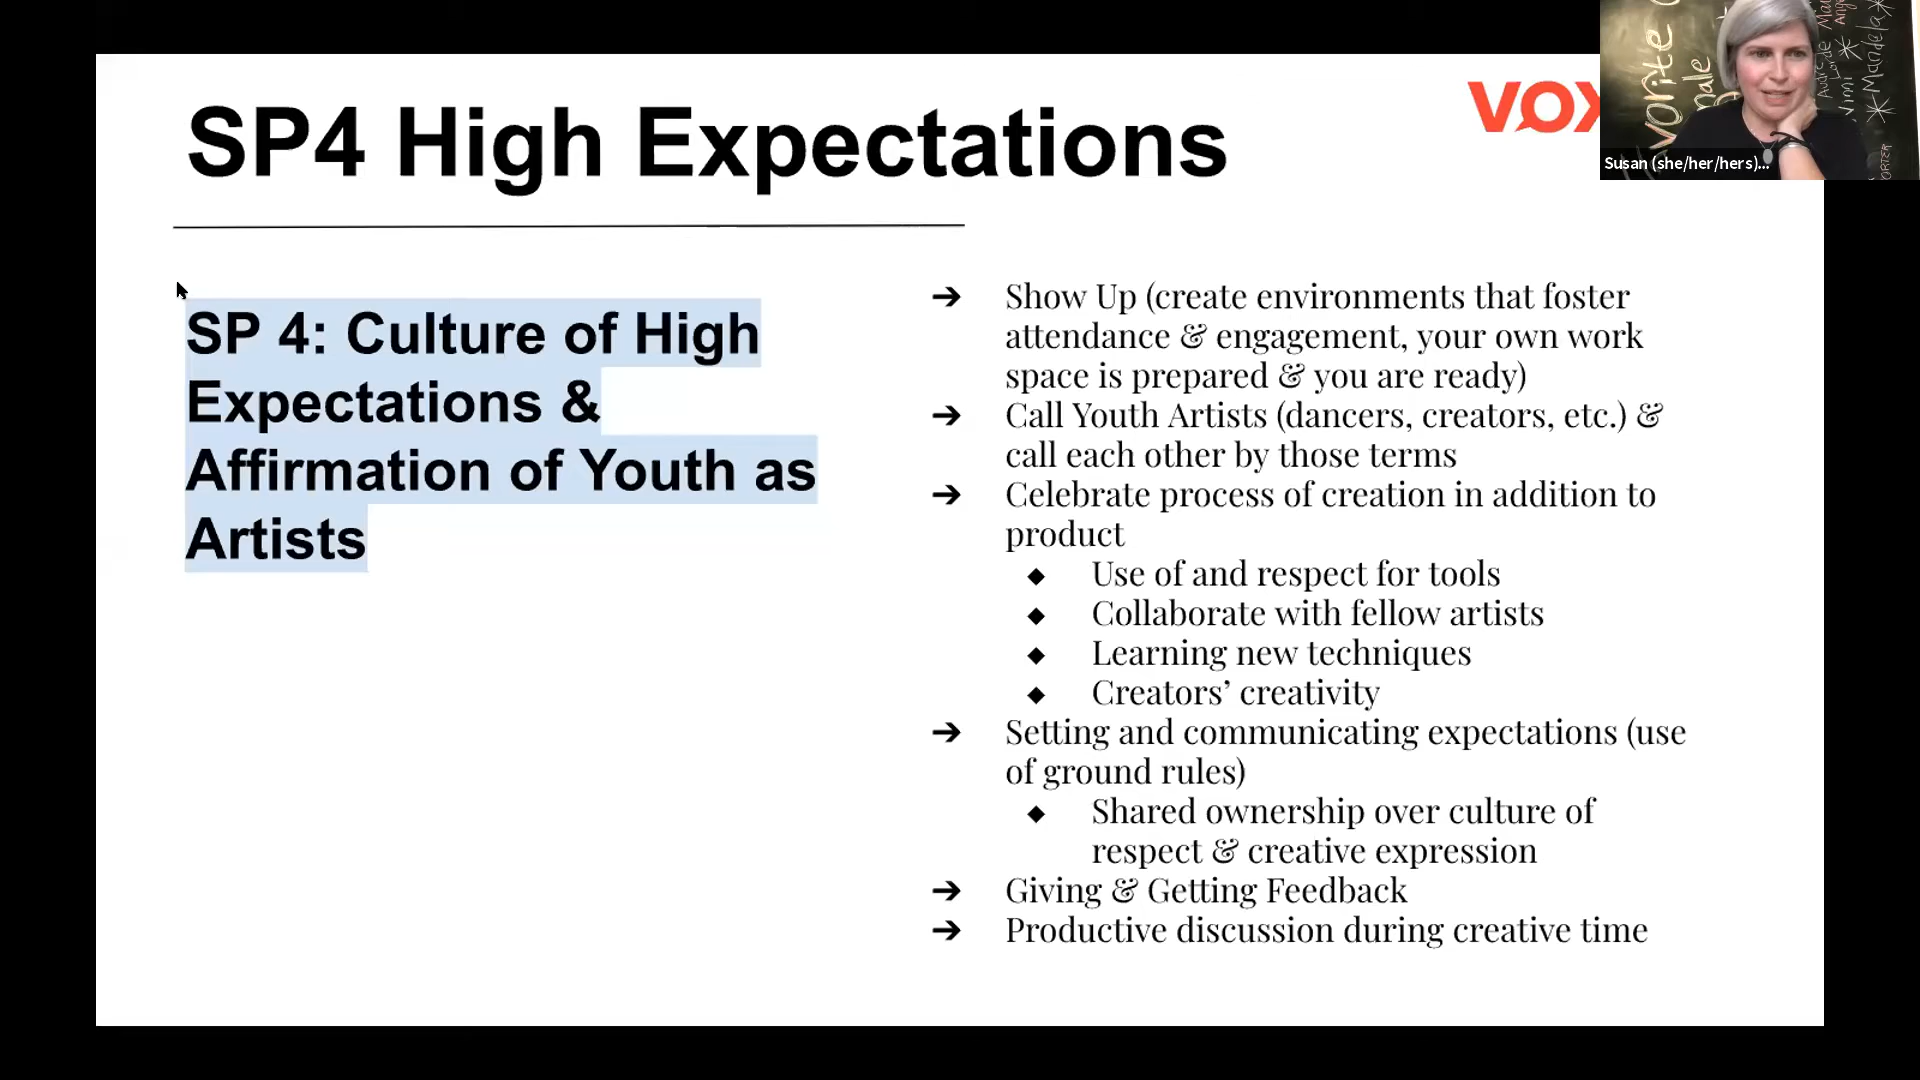 SP4 High Expectations
VOX
SP 4: Culture of High
Expectations &
Affirmation of Youth as
Artists
➔ Show Up (create environments that foster
attendance & engagement, your own work
space is prepared & you are ready)
➔ Call Youth Artists (dancers, creators, etc.) &
call each other by those terms
➔ Celebrate process of creation in addition to
product
◆ Use of and respect for tools
◆ Collaborate with fellow artists
◆ Learning new techniques
◆ Creators’ creativity
➔ Setting and communicating expectations (use
of ground rules)
◆ Shared ownership over culture of
respect & creative expression
➔ Giving & Getting Feedback
➔ Productive discussion during creative time
Audre
Lorde
Mandela
Susan (she/her/hers)...